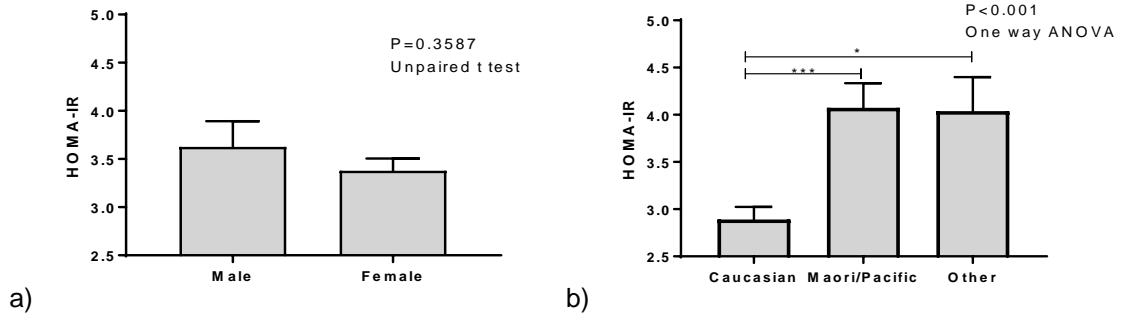 5.0
4.5
4.0
3.5
3.0
2.5
HOMA-IR
P=0.3587
Unpaired t test
Male Female
a)
P<0.001
One way ANOVA
5.0
4.5
4.0
3.5
3.0
2.5
HOMA-IR
*
***
Caucasian Maori/Pacific Other
b)